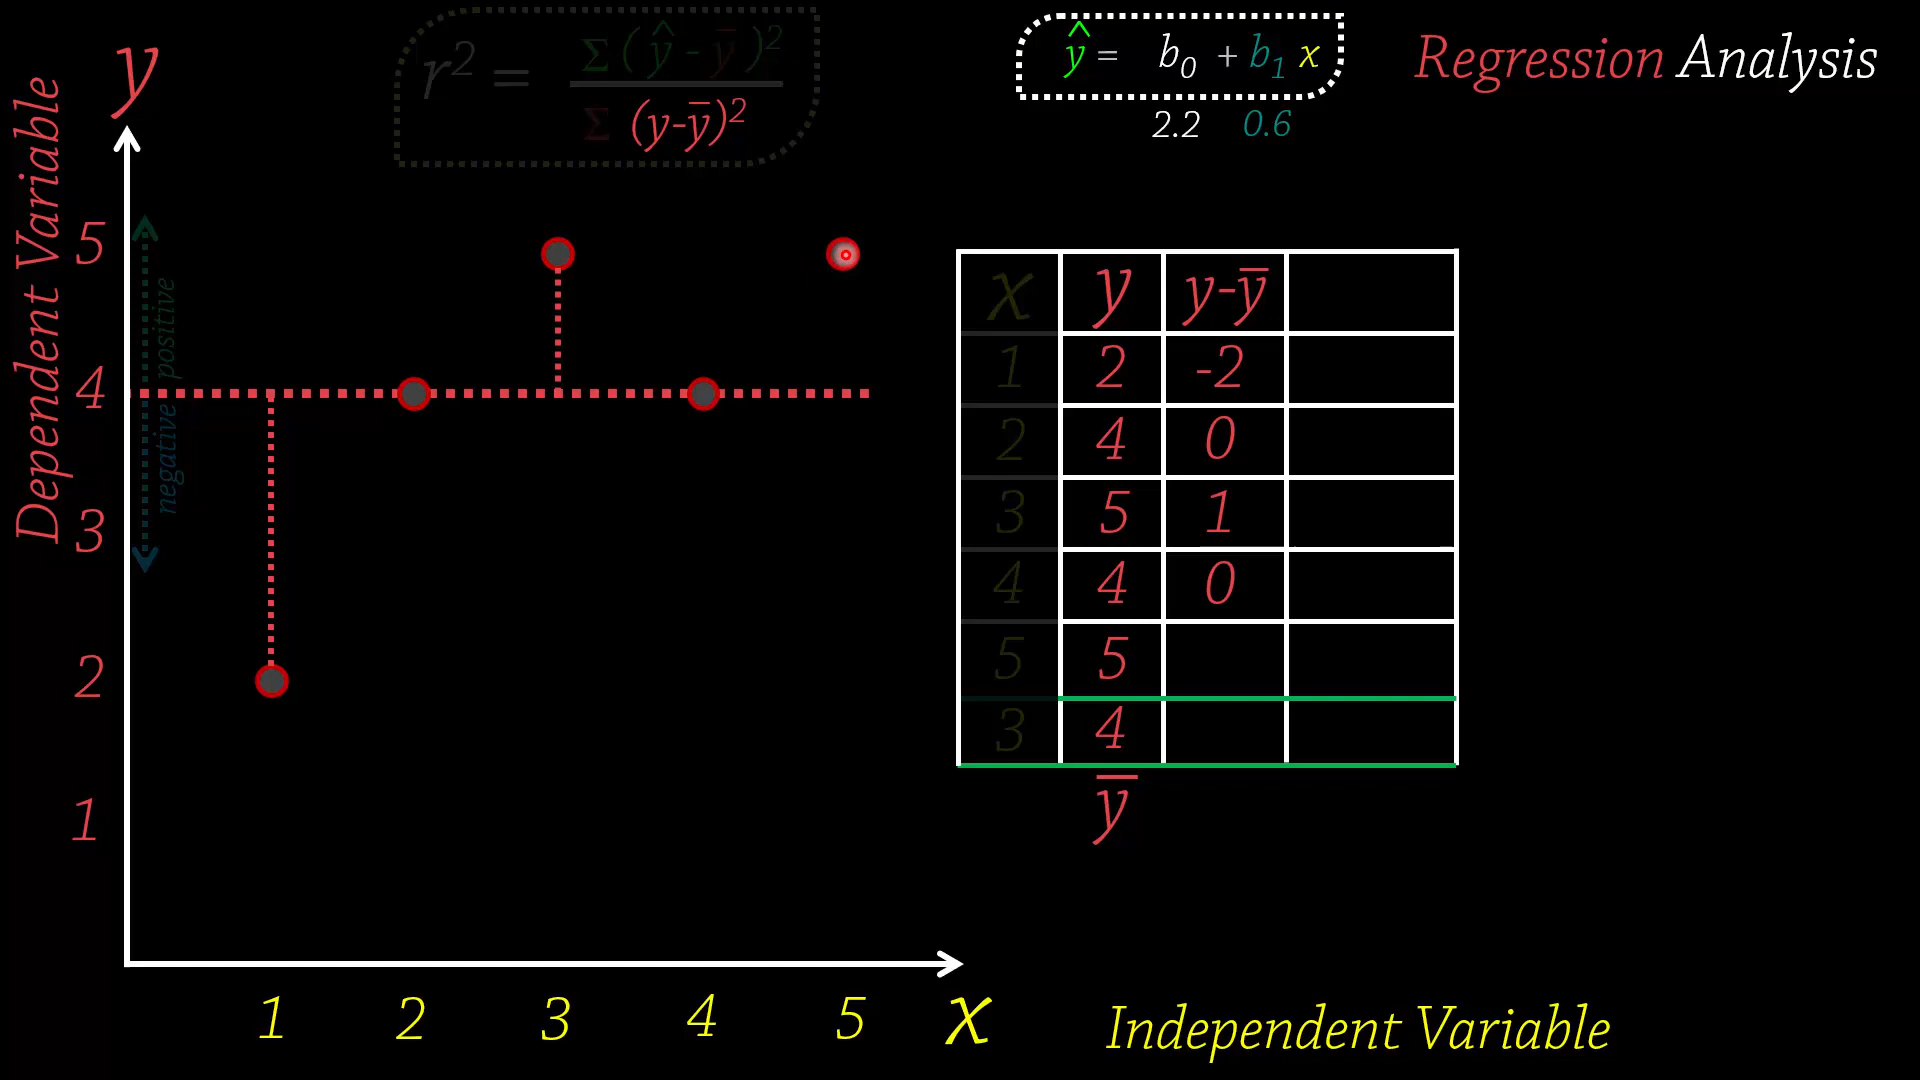 r² = Σ (ŷ - ȳ)² / Σ (y-ȳ)²
ŷ = b₀ + b₁ x
2.2 0.6
Regression Analysis
y
Dependent Variable
5
4
3
2
1
positive
negative
x y y-ȳ
1 2 -2
2 4 0
3 5 1
4 4 0
5 5
3 4
ȳ
1 2 3 4 5 x
Independent Variable